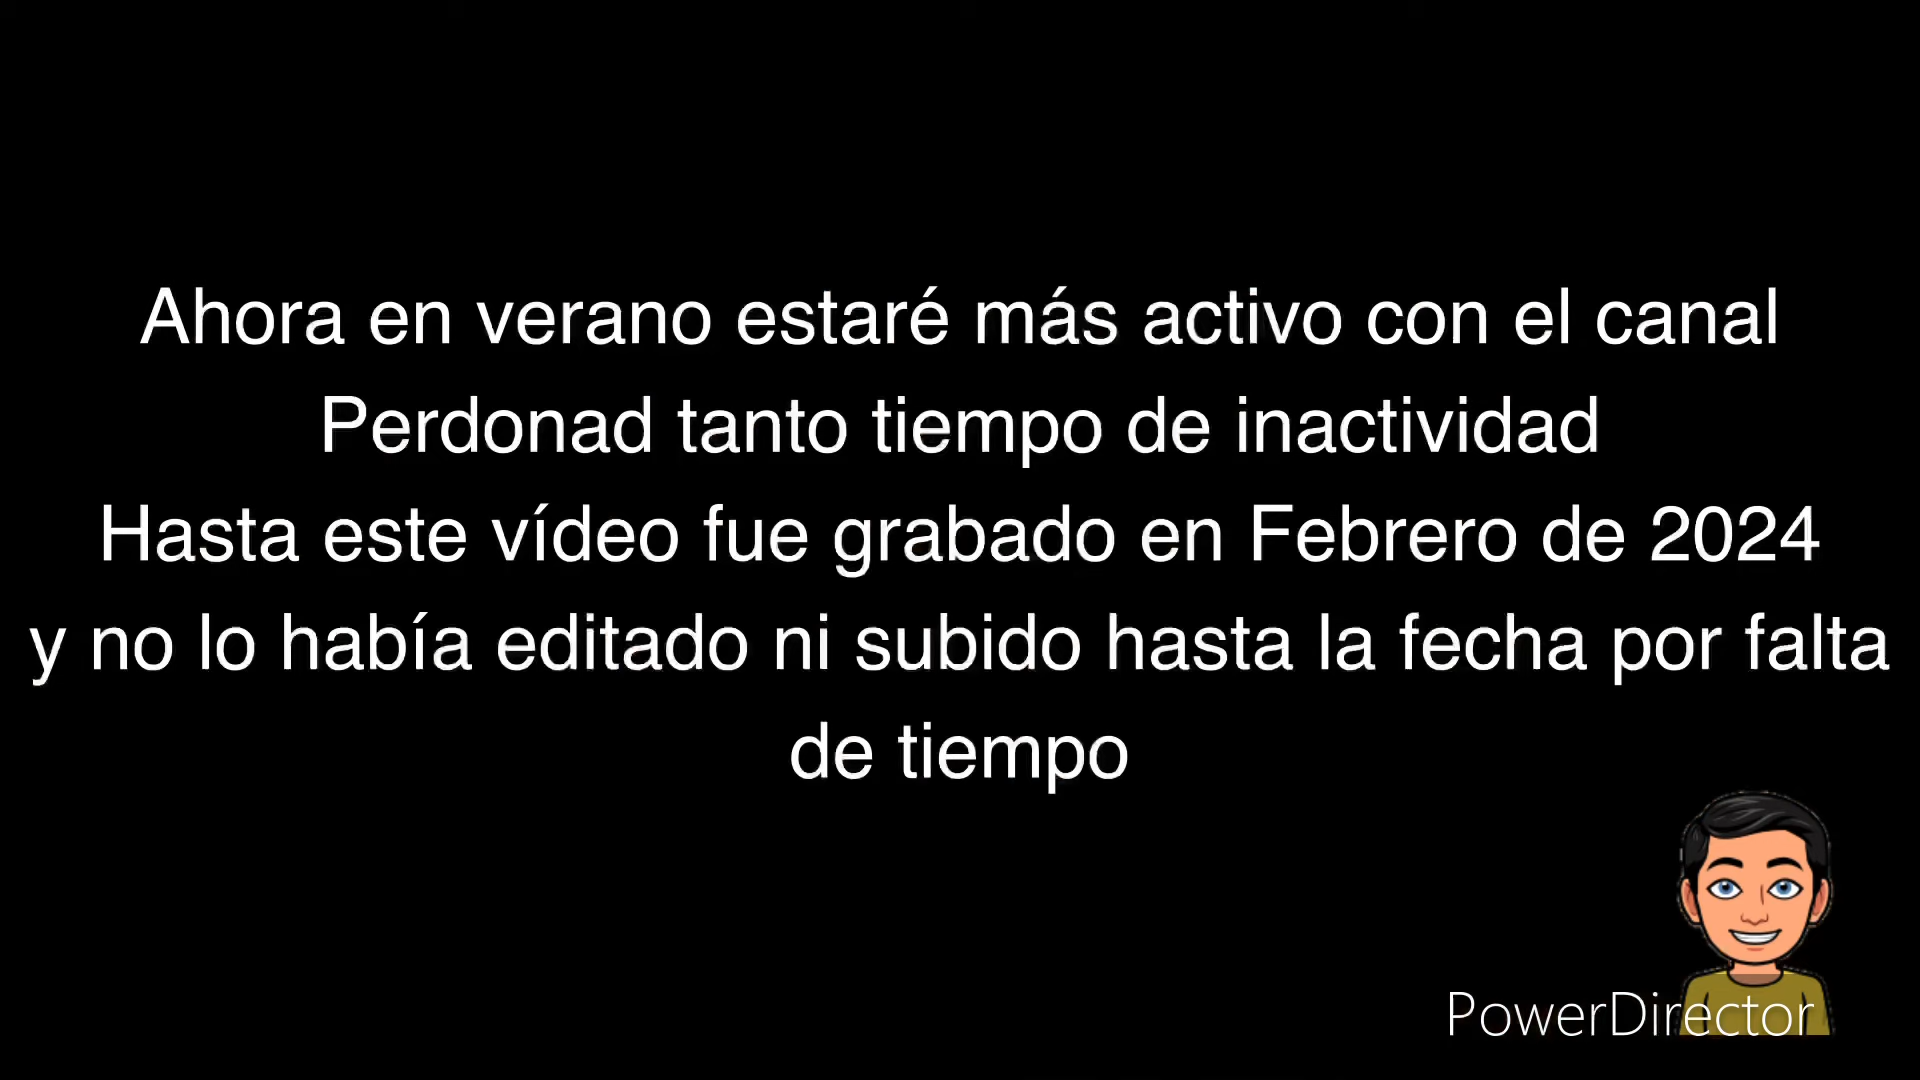 Ahora en verano estaré más activo con el canal
Perdonad tanto tiempo de inactividad
Hasta este vídeo fue grabado en Febrero de 2024
y no lo había editado ni subido hasta la fecha por falta
de tiempo
PowerDirector